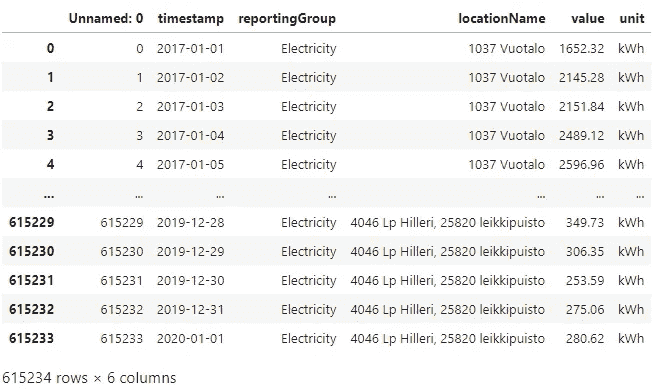 Unnamed: 0 timestamp reportingGroup locationName value unit
0 0 2017-01-01 Electricity 1037 Vuotalo 1652.32 kWh
1 1 2017-01-02 Electricity 1037 Vuotalo 2145.28 kWh
2 2 2017-01-03 Electricity 1037 Vuotalo 2151.84 kWh
3 3 2017-01-04 Electricity 1037 Vuotalo 2489.12 kWh
4 4 2017-01-05 Electricity 1037 Vuotalo 2596.96 kWh
... ... ... ... ... ... ...
615229 615229 2019-12-28 Electricity 4046 Lp Hilleri, 25820 leikkipuisto 349.73 kWh
615230 615230 2019-12-29 Electricity 4046 Lp Hilleri, 25820 leikkipuisto 306.35 kWh
615231 615231 2019-12-30 Electricity 4046 Lp Hilleri, 25820 leikkipuisto 253.59 kWh
615232 615232 2019-12-31 Electricity 4046 Lp Hilleri, 25820 leikkipuisto 275.06 kWh
615233 615233 2020-01-01 Electricity 4046 Lp Hilleri, 25820 leikkipuisto 280.62 kWh
615234 rows × 6 columns